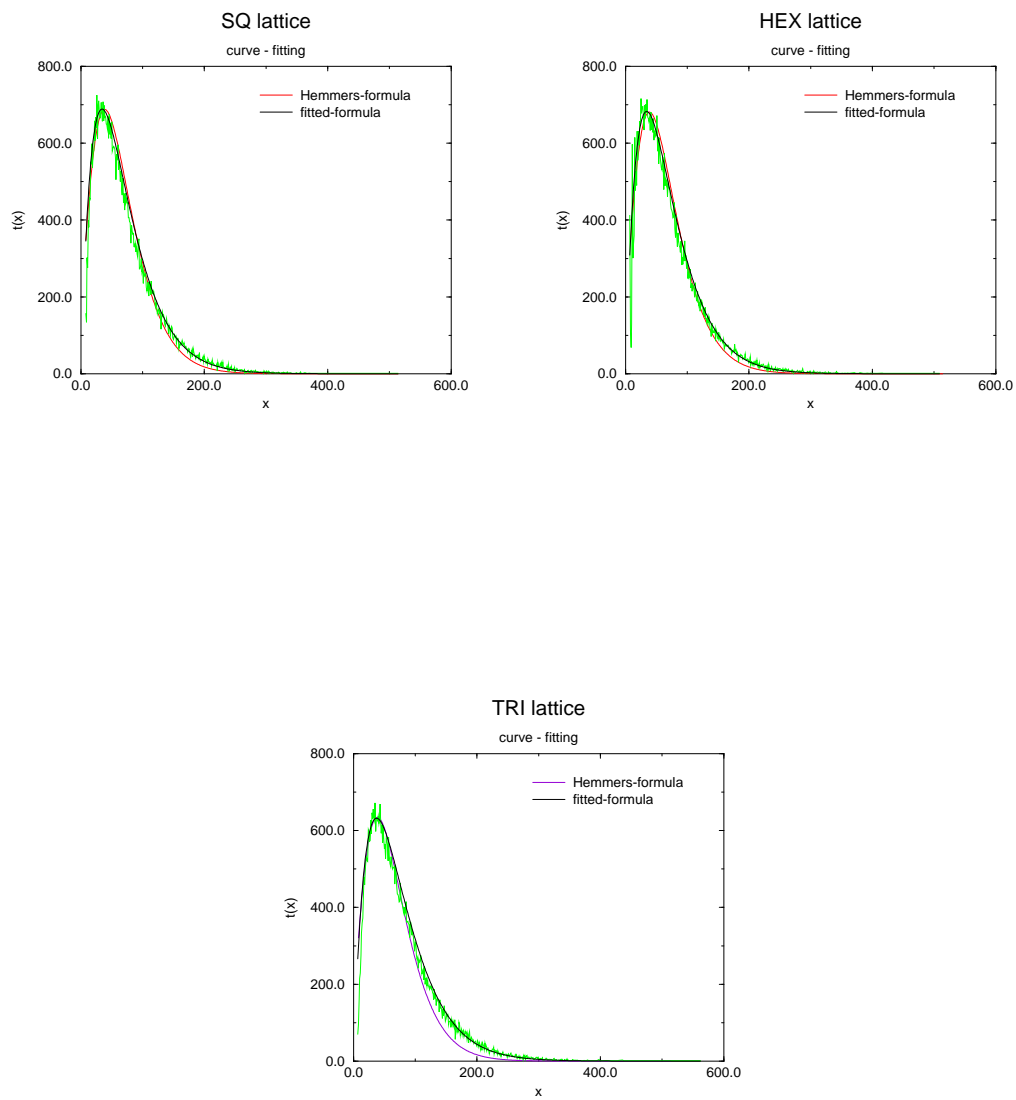 SQ lattice
curve - fitting
Hemmers-formula
fitted-formula
800.0
600.0
400.0
200.0
0.0
t(x)
0.0 200.0 400.0 600.0
x
HEX lattice
curve - fitting
Hemmers-formula
fitted-formula
800.0
600.0
400.0
200.0
0.0
t(x)
0.0 200.0 400.0 600.0
x
TRI lattice
curve - fitting
Hemmers-formula
fitted-formula
800.0
600.0
400.0
200.0
0.0
t(x)
0.0 200.0 400.0 600.0
x